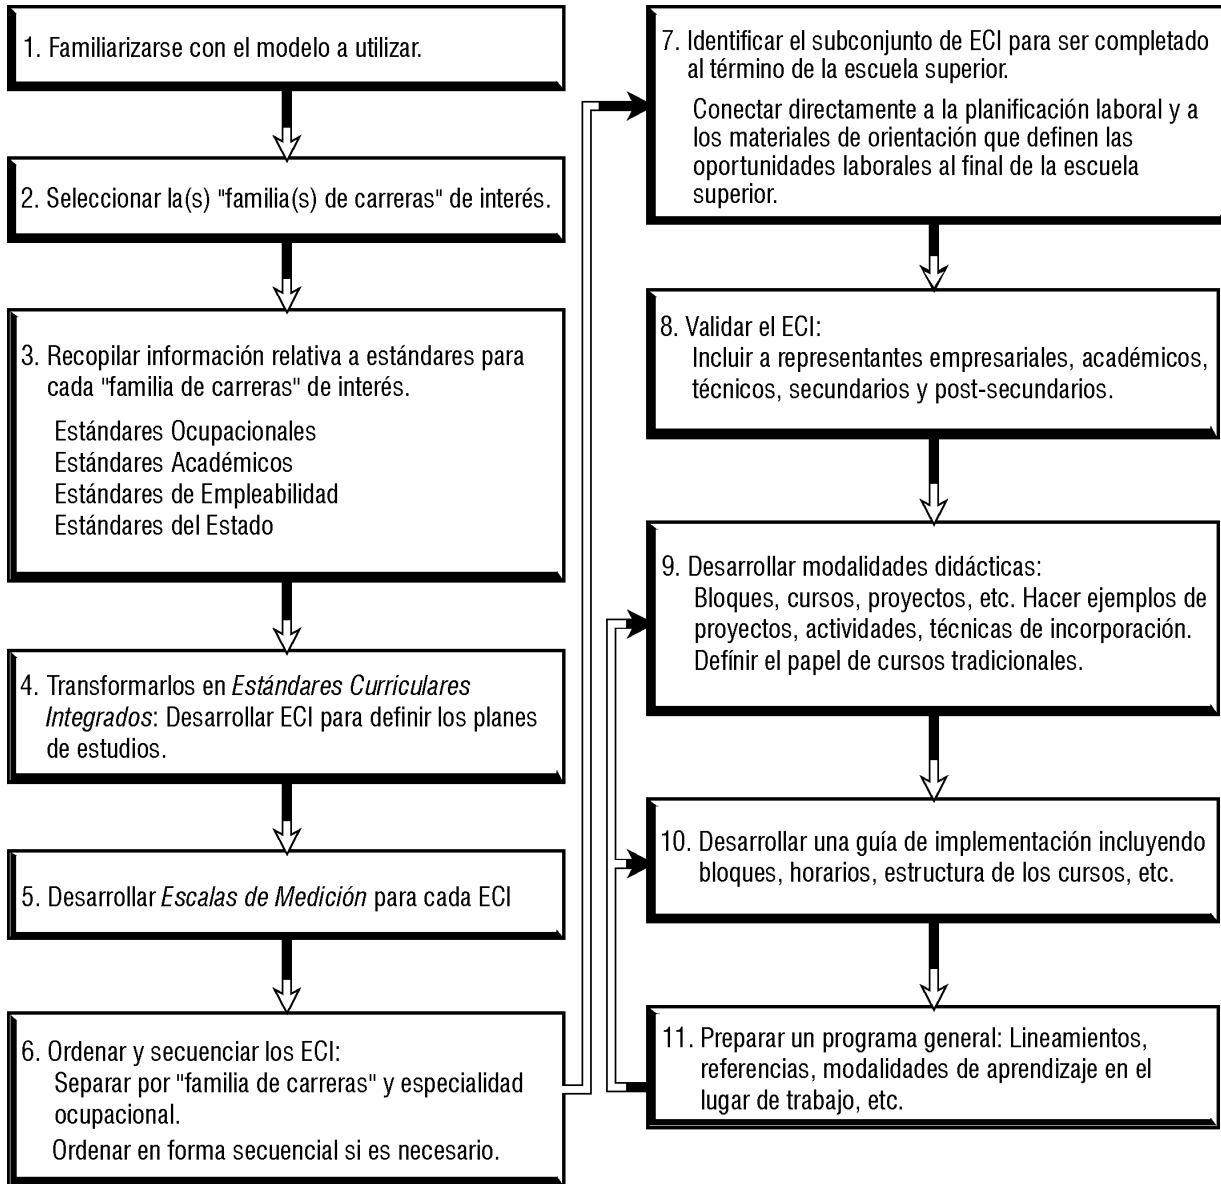 1. Familiarizarse con el modelo a utilizar.
2. Seleccionar la(s) "familia(s) de carreras" de interés.
3. Recopilar información relativa a estándares para
cada "familia de carreras" de interés.
Estándares Ocupacionales
Estándares Académicos
Estándares de Empleabilidad
Estándares del Estado
4. Transformarlos en Estándares Curriculares
Integrados: Desarrollar ECI para definir los planes
de estudios.
5. Desarrollar Escalas de Medición para cada ECI
6. Ordenar y secuenciar los ECI:
Separar por "familia de carreras" y especialidad
ocupacional.
Ordenar en forma secuencial si es necesario.
7. Identificar el subconjunto de ECI para ser completado
al término de la escuela superior.
Conectar directamente a la planificación laboral y a
los materiales de orientación que definen las
oportunidades laborales al final de la escuela
superior.
8. Validar el ECI:
Incluir a representantes empresariales, académicos,
técnicos, secundarios y post-secundarios.
9. Desarrollar modalidades didácticas:
Bloques, cursos, proyectos, etc. Hacer ejemplos de
proyectos, actividades, técnicas de incorporación.
Defínir el papel de cursos tradicionales.
10. Desarrollar una guía de implementación incluyendo
bloques, horarios, estructura de los cursos, etc.
11. Preparar un programa general: Lineamientos,
referencias, modalidades de aprendizaje en el
lugar de trabajo, etc.